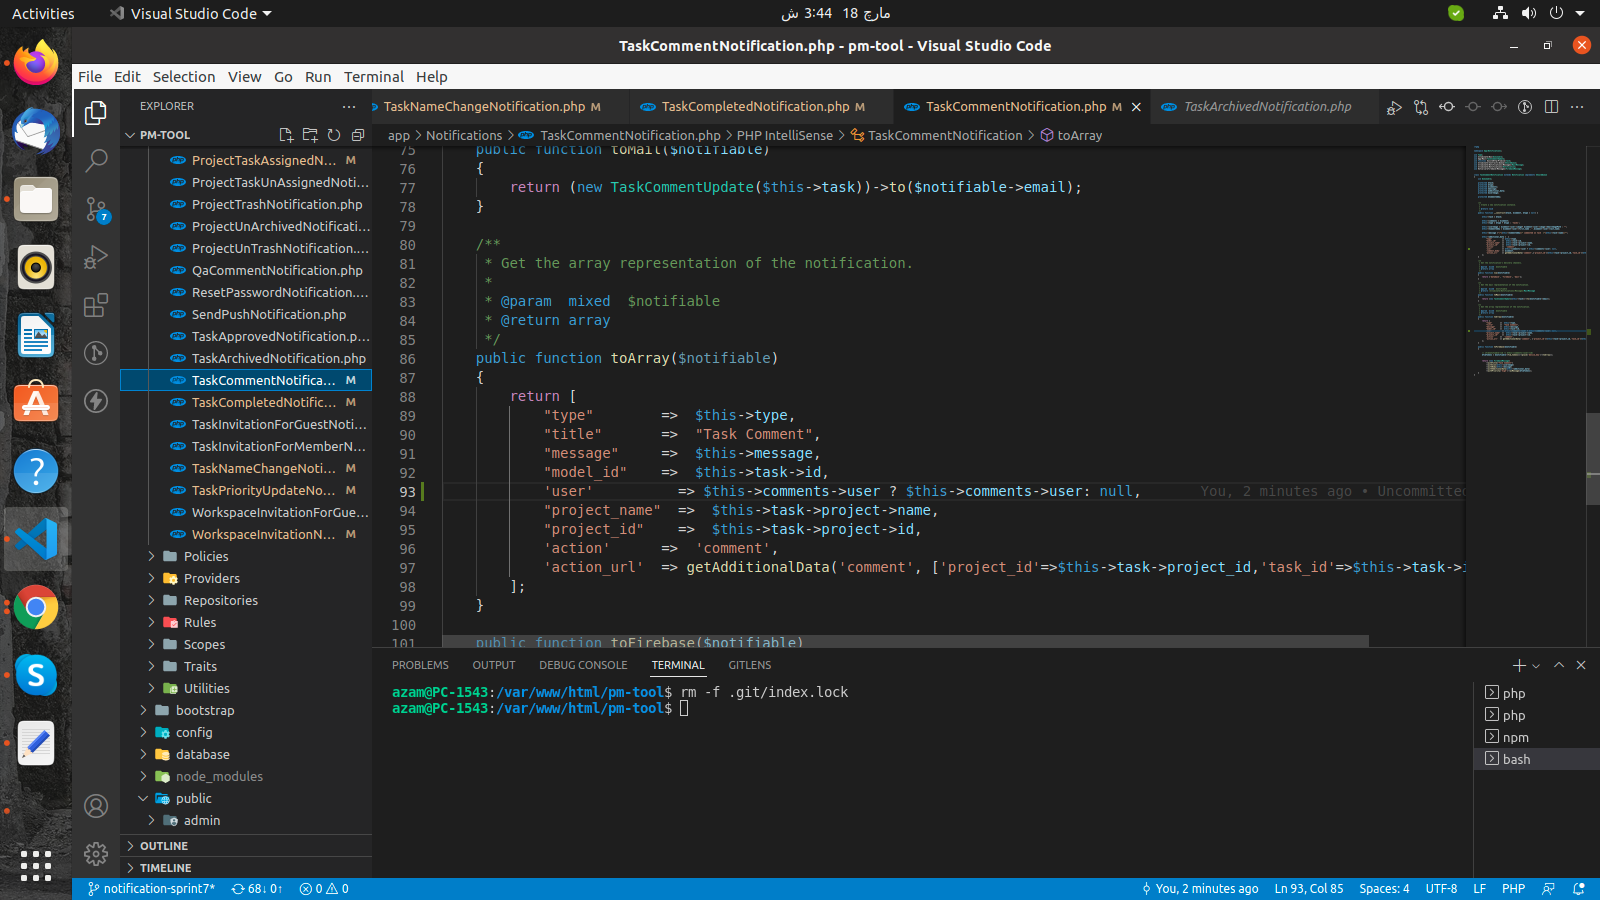 Activities
Visual Studio Code
مارچ 18  3:44 ش
TaskCommentNotification.php - pm-tool - Visual Studio Code
File Edit Selection View Go Run Terminal Help
EXPLORER
TaskNameChangeNotification.php M
TaskCompletedNotification.php M
TaskCommentNotification.php M
TaskArchivedNotification.php
PM-TOOL
app > Notifications > TaskCommentNotification.php > PHP IntelliSense > TaskCommentNotification > toArray
ProjectTaskAssignedN... M
ProjectTaskUnAssignedNoti...
ProjectTrashNotification.php
ProjectUnArchivedNotificati...
ProjectUnTrashNotification....
QaCommentNotification.php
ResetPasswordNotification....
SendPushNotification.php
TaskApprovedNotification.p...
TaskArchivedNotification.php
TaskCommentNotifica... M
TaskCompletedNotific... M
TaskInvitationForGuestNoti...
TaskInvitationForMemberN...
TaskNameChangeNoti... M
TaskPriorityUpdateNo... M
WorkspaceInvitationForGue...
WorkspaceInvitationN... M
Policies
Providers
Repositories
Rules
Scopes
Traits
Utilities
bootstrap
config
database
node_modules
public
admin
OUTLINE
TIMELINE
7
75 public function toMail($notifiable)
76 {
77 return (new TaskCommentUpdate($this->task))->to($notifiable->email);
78 }
79
80 /**
81 * Get the array representation of the notification.
82 *
83 * @param  mixed  $notifiable
84 * @return array
85 */
86 public function toArray($notifiable)
87 {
88 return [
89 "type"        =>  $this->type,
90 "title"       =>  "Task Comment",
91 "message"     =>  $this->message,
92 "model_id"    =>  $this->task->id,
93 'user'          => $this->comments->user ? $this->comments->user: null,  You, 2 minutes ago • Uncommitted
94 "project_name"  =>  $this->task->project->name,
95 "project_id"    =>  $this->task->project->id,
96 'action'      =>  'comment',
97 'action_url'  => getAdditionalData('comment', ['project_id'=>$this->task->project_id,'task_id'=>$this->task->i
98 ];
99 }
100
101 public function toFirebase($notifiable)
PROBLEMS OUTPUT DEBUG CONSOLE TERMINAL GITLENS
azam@PC-1543:/var/www/html/pm-tool$ rm -f .git/index.lock
azam@PC-1543:/var/www/html/pm-tool$
php
php
npm
bash
notification-sprint7* 68↓ 0↑ 0 0 You, 2 minutes ago Ln 93, Col 85 Spaces: 4 UTF-8 LF PHP